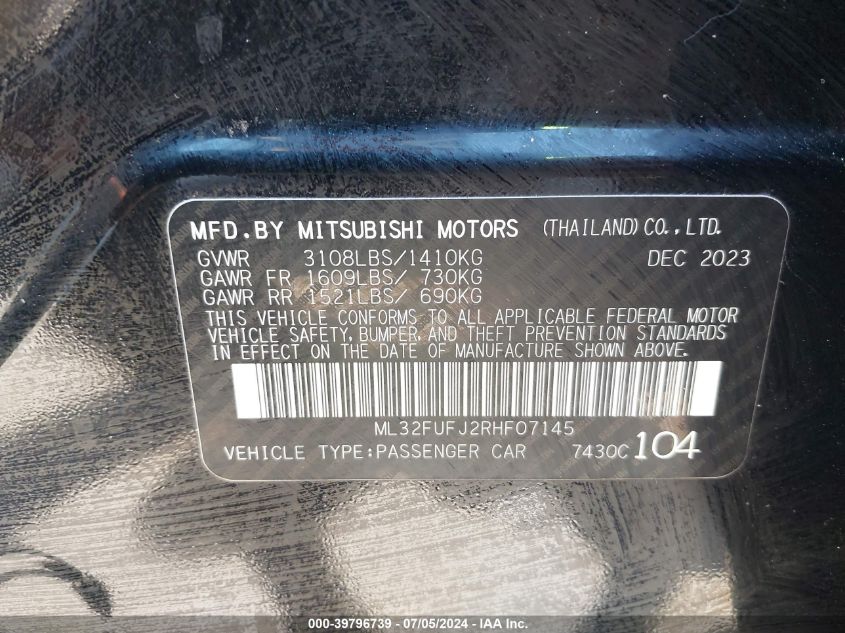 MFD.BY MITSUBISHI MOTORS (THAILAND) CO.,LTD.
GVWR 3108LBS/1410KG DEC 2023
GAWR FR 1609LBS/ 730KG
GAWR RR 1521LBS/ 690KG
THIS VEHICLE CONFORMS TO ALL APPLICABLE FEDERAL MOTOR
VEHICLE SAFETY, BUMPER, AND THEFT PREVENTION STANDARDS
IN EFFECT ON THE DATE OF MANUFACTURE SHOWN ABOVE.
ML32FUFJ2RHF07145
VEHICLE TYPE:PASSENGER CAR 7430C 104
000-39796739 - 07/05/2024 - IAA Inc.